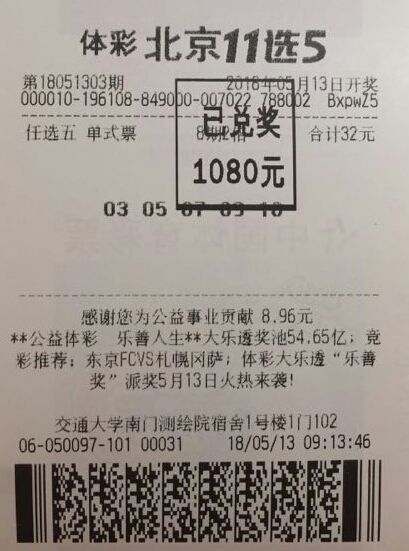 体彩 北京11选5
第18051303期 2018年05月13日开奖
000010-196108-849000-007022 788002 BxpwZ5
已兑奖
任选五 单式票 8期2倍 合计32元
1080元
03 05 07 09 10
感谢您为公益事业贡献 8.96元
**公益体彩 乐善人生**大乐透奖池54.65亿; 竞
彩推荐: 东京FCVS札幌冈萨; 体彩大乐透“乐善
奖”派奖5月13日火热来袭!
交通大学南门测绘院宿舍1号楼1门102
06-050097-101 00031 18/05/13 09:13:46